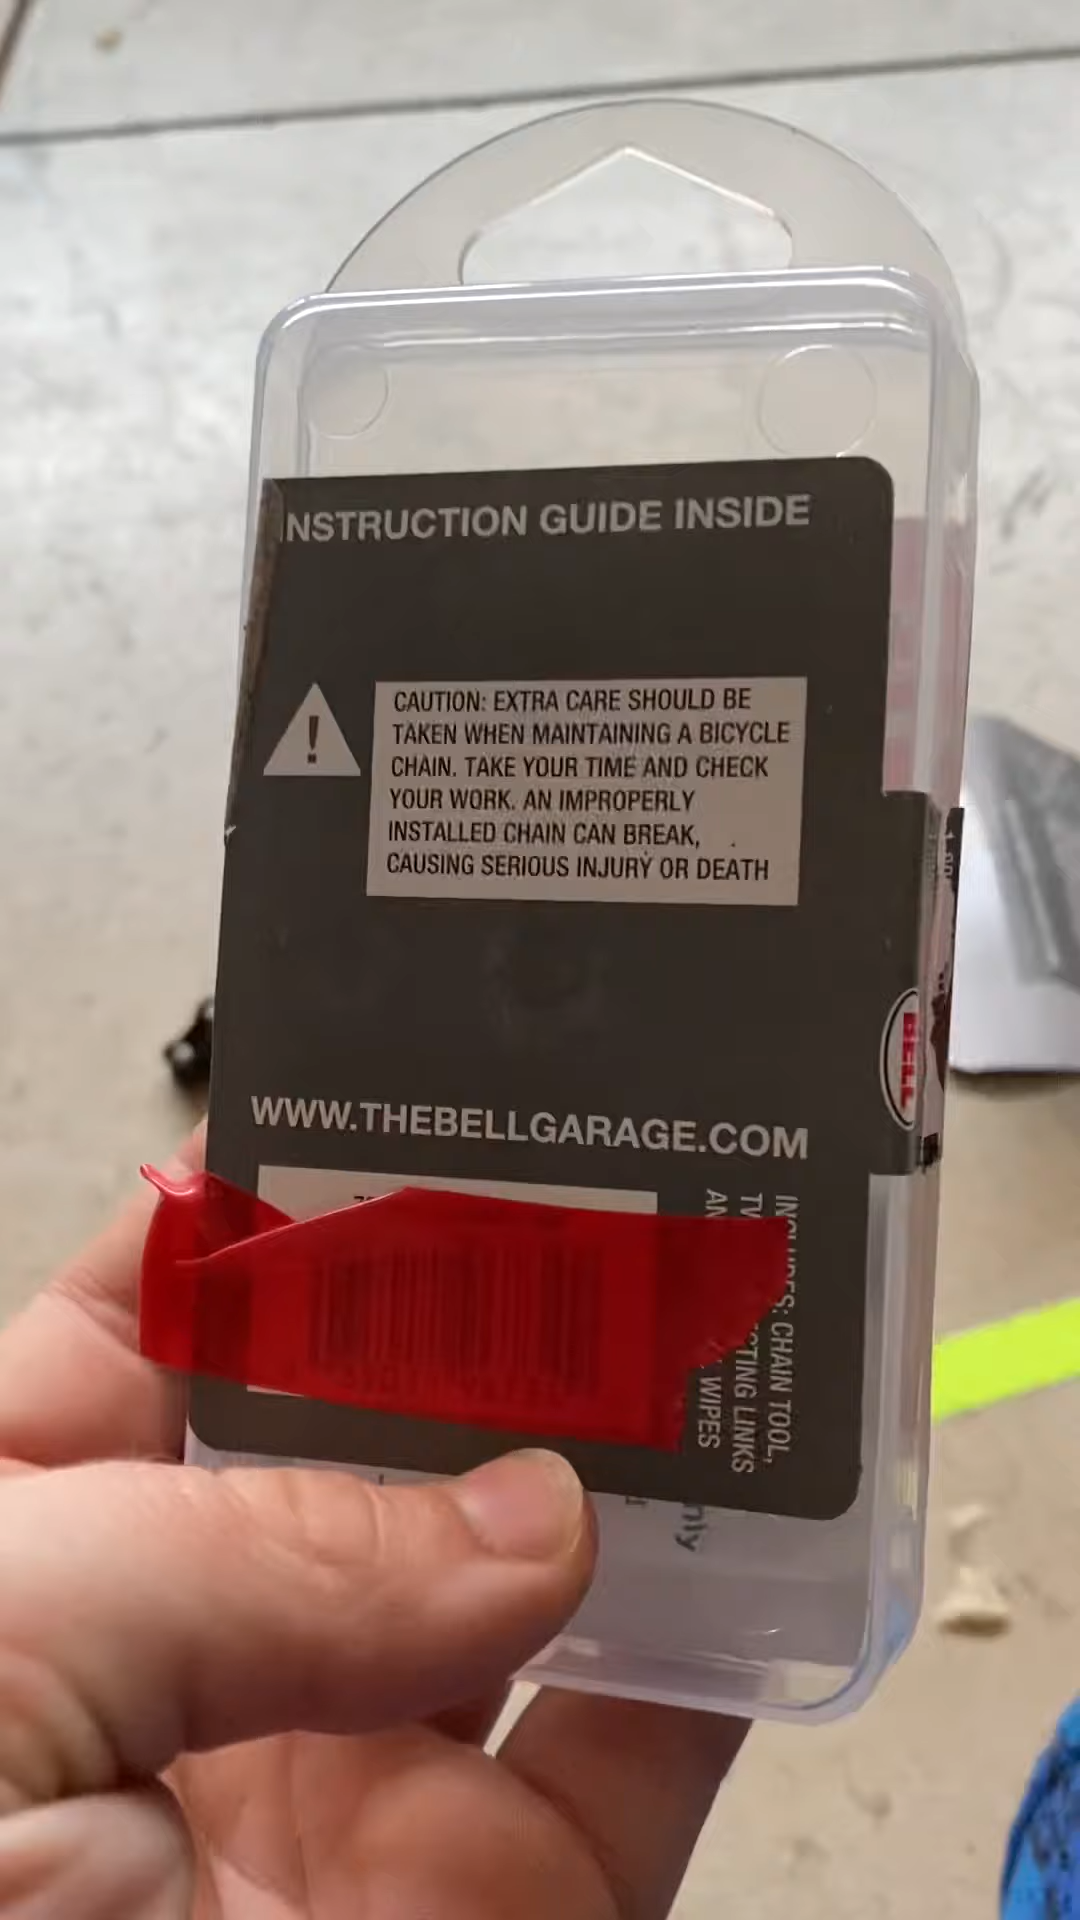 INSTRUCTION GUIDE INSIDE
CAUTION: EXTRA CARE SHOULD BE
TAKEN WHEN MAINTAINING A BICYCLE
CHAIN. TAKE YOUR TIME AND CHECK
YOUR WORK. AN IMPROPERLY
INSTALLED CHAIN CAN BREAK,
CAUSING SERIOUS INJURY OR DEATH
BELL
WWW.THEBELLGARAGE.COM
INCLUDES: CHAIN TOOL,
LINKS
WIPES